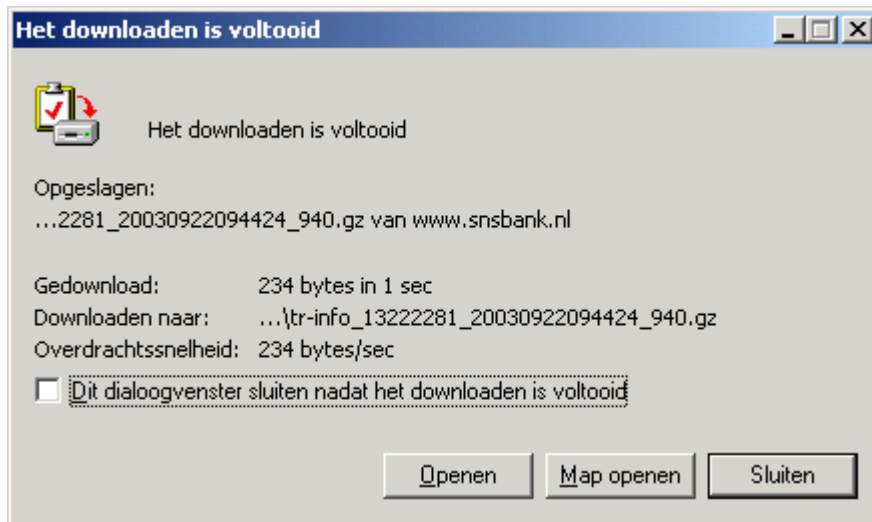 Het downloaden is voltooid
Het downloaden is voltooid
Opgeslagen:
...2281_20030922094424_940.gz van www.snsbank.nl
Gedownload: 234 bytes in 1 sec
Downloaden naar: ...\tr-info_13222281_20030922094424_940.gz
Overdrachtssnelheid: 234 bytes/sec
Dit dialoogvenster sluiten nadat het downloaden is voltooid
Openen Map openen Sluiten